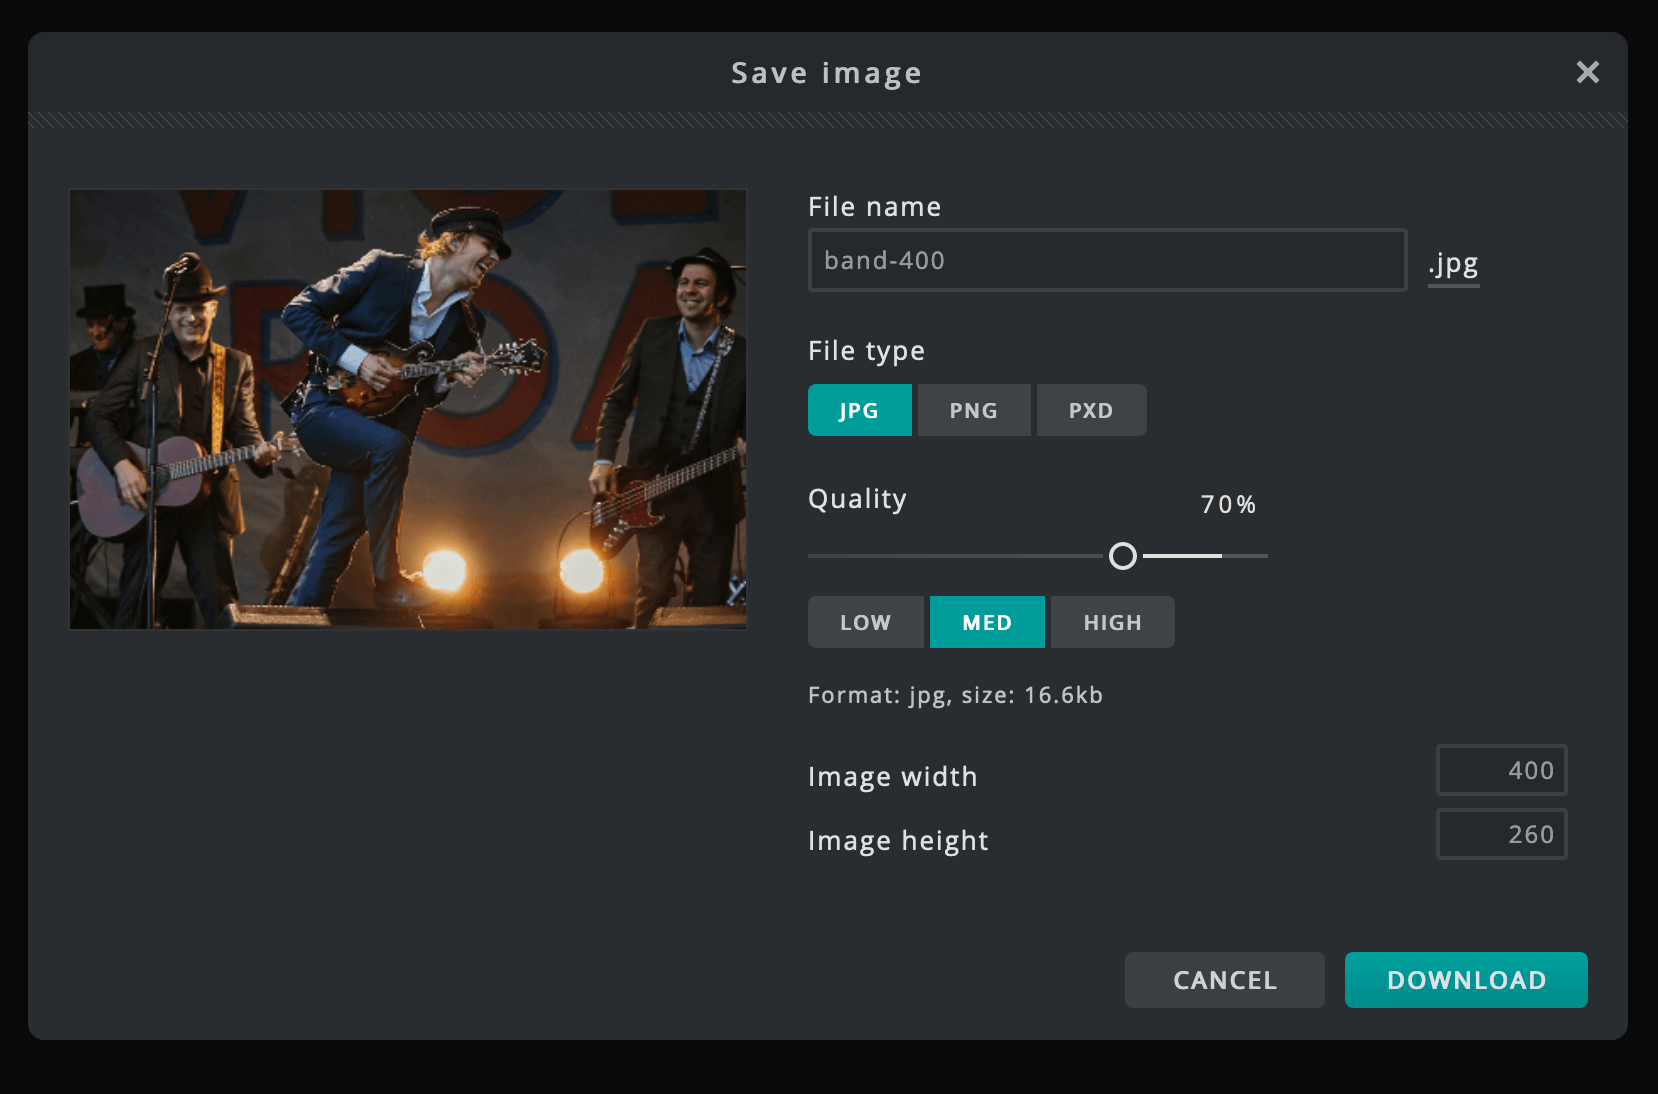 Save image
File name
band-400 .jpg
File type
JPG PNG PXD
Quality 70%
LOW MED HIGH
Format: jpg, size: 16.6kb
Image width 400
Image height 260
CANCEL DOWNLOAD